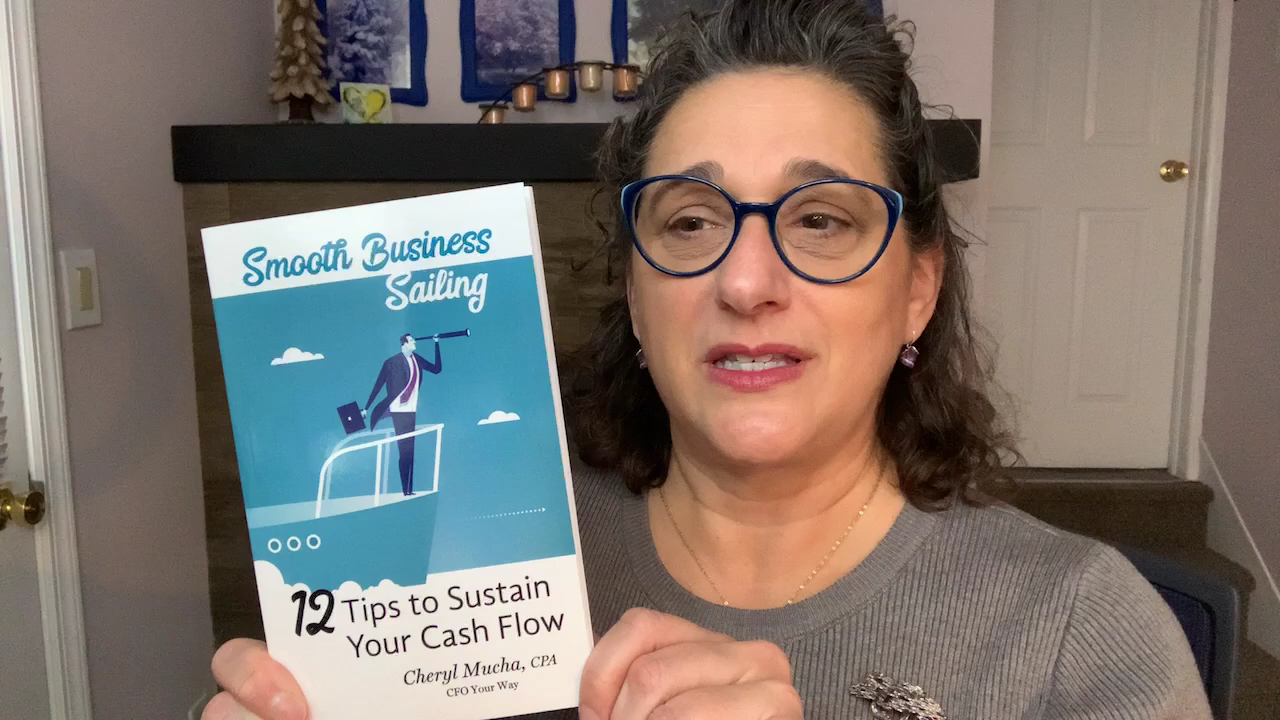 Smooth Business
Sailing
12 Tips to Sustain
Your Cash Flow
Cheryl Mucha, CPA
CFO Your Way